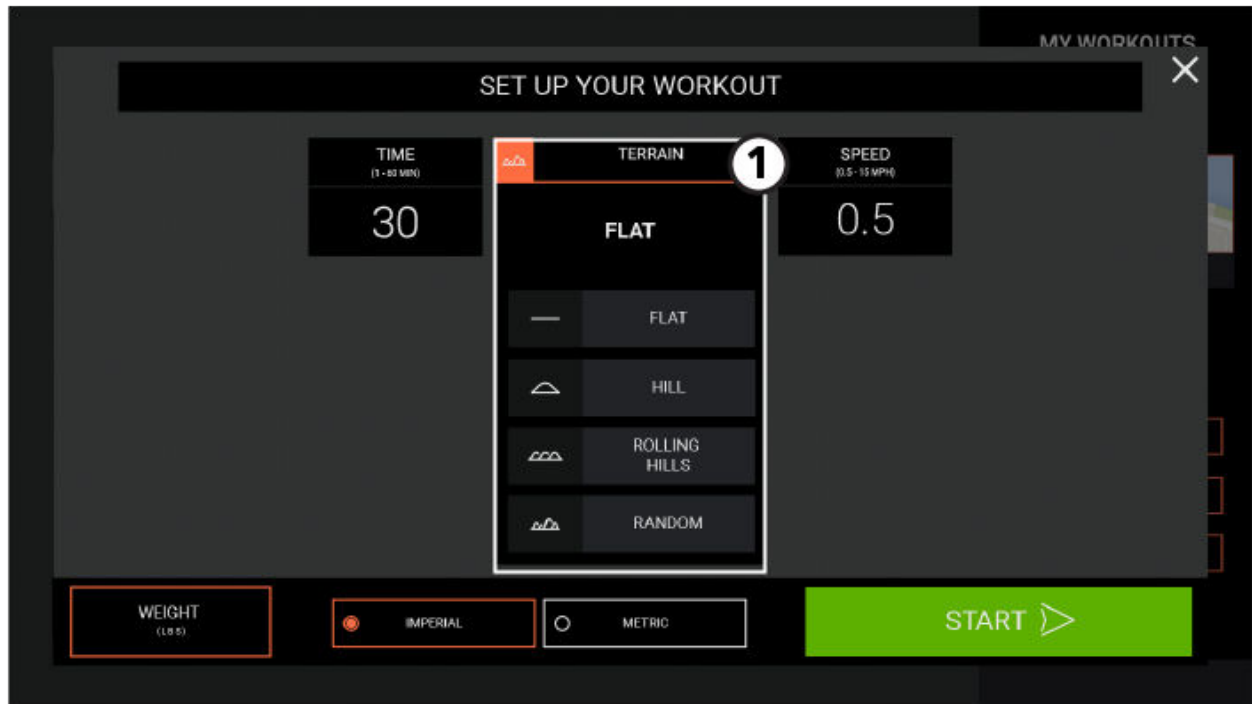 MY WORKOUTS
SET UP YOUR WORKOUT
TIME
(1 - 60 MIN)
30
TERRAIN
1
FLAT
FLAT
HILL
ROLLING
HILLS
RANDOM
SPEED
(0.5 - 15 MPH)
0.5
WEIGHT
(LBS)
IMPERIAL
METRIC
START